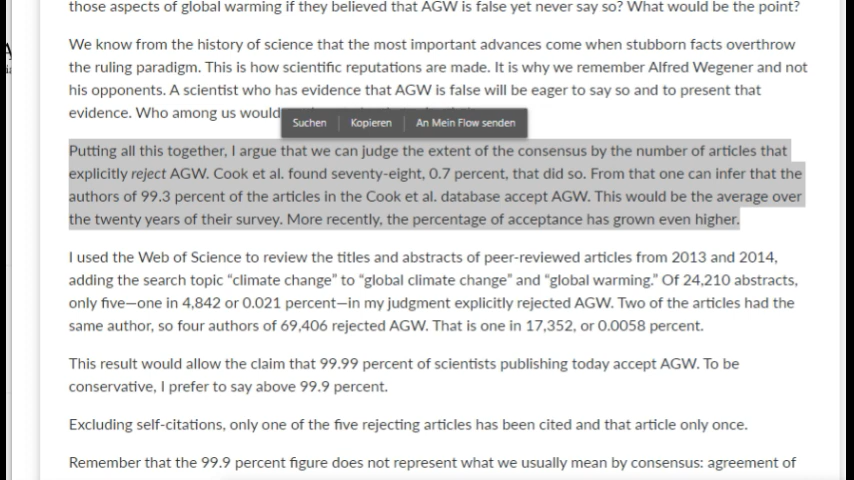 those aspects of global warming if they believed that AGW is false yet never say so? What would be the point?
We know from the history of science that the most important advances come when stubborn facts overthrow
the ruling paradigm. This is how scientific reputations are made. It is why we remember Alfred Wegener and not
his opponents. A scientist who has evidence that AGW is false will be eager to say so and to present that
evidence. Who among us would
Suchen Kopieren An Mein Flow senden
Putting all this together, I argue that we can judge the extent of the consensus by the number of articles that
explicitly reject AGW. Cook et al. found seventy-eight, 0.7 percent, that did so. From that one can infer that the
authors of 99.3 percent of the articles in the Cook et al. database accept AGW. This would be the average over
the twenty years of their survey. More recently, the percentage of acceptance has grown even higher.
I used the Web of Science to review the titles and abstracts of peer-reviewed articles from 2013 and 2014,
adding the search topic “climate change” to “global climate change” and “global warming.” Of 24,210 abstracts,
only five—one in 4,842 or 0.021 percent—in my judgment explicitly rejected AGW. Two of the articles had the
same author, so four authors of 69,406 rejected AGW. That is one in 17,352, or 0.0058 percent.
This result would allow the claim that 99.99 percent of scientists publishing today accept AGW. To be
conservative, I prefer to say above 99.9 percent.
Excluding self-citations, only one of the five rejecting articles has been cited and that article only once.
Remember that the 99.9 percent figure does not represent what we usually mean by consensus: agreement of